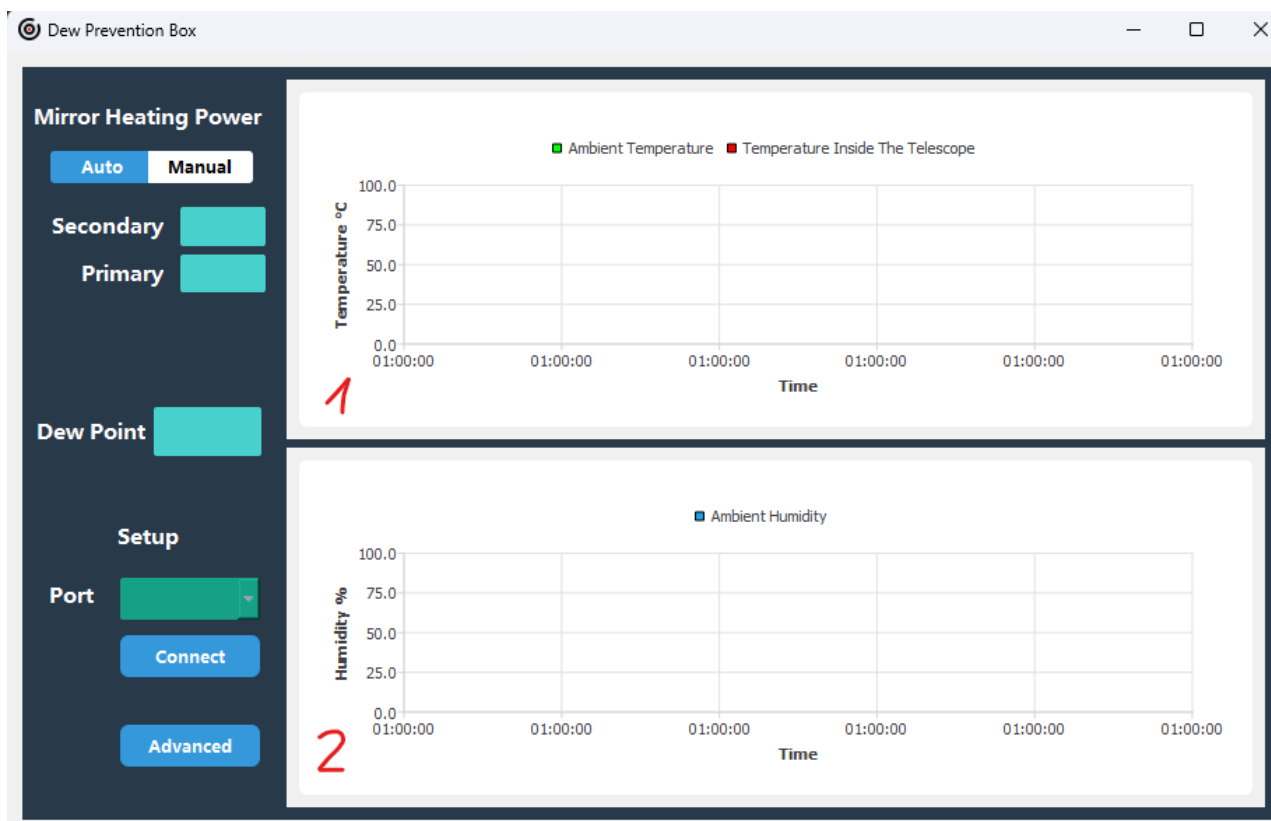 Dew Prevention Box
Mirror Heating Power
Auto Manual
Secondary
Primary
Dew Point
Setup
Port
Connect
Advanced
Ambient Temperature Temperature Inside The Telescope
Temperature °C
100.0
75.0
50.0
25.0
0.0
01:00:00 01:00:00 01:00:00 01:00:00 01:00:00 01:00:00
Time
1
Ambient Humidity
Humidity %
100.0
75.0
50.0
25.0
0.0
01:00:00 01:00:00 01:00:00 01:00:00 01:00:00 01:00:00
Time
2